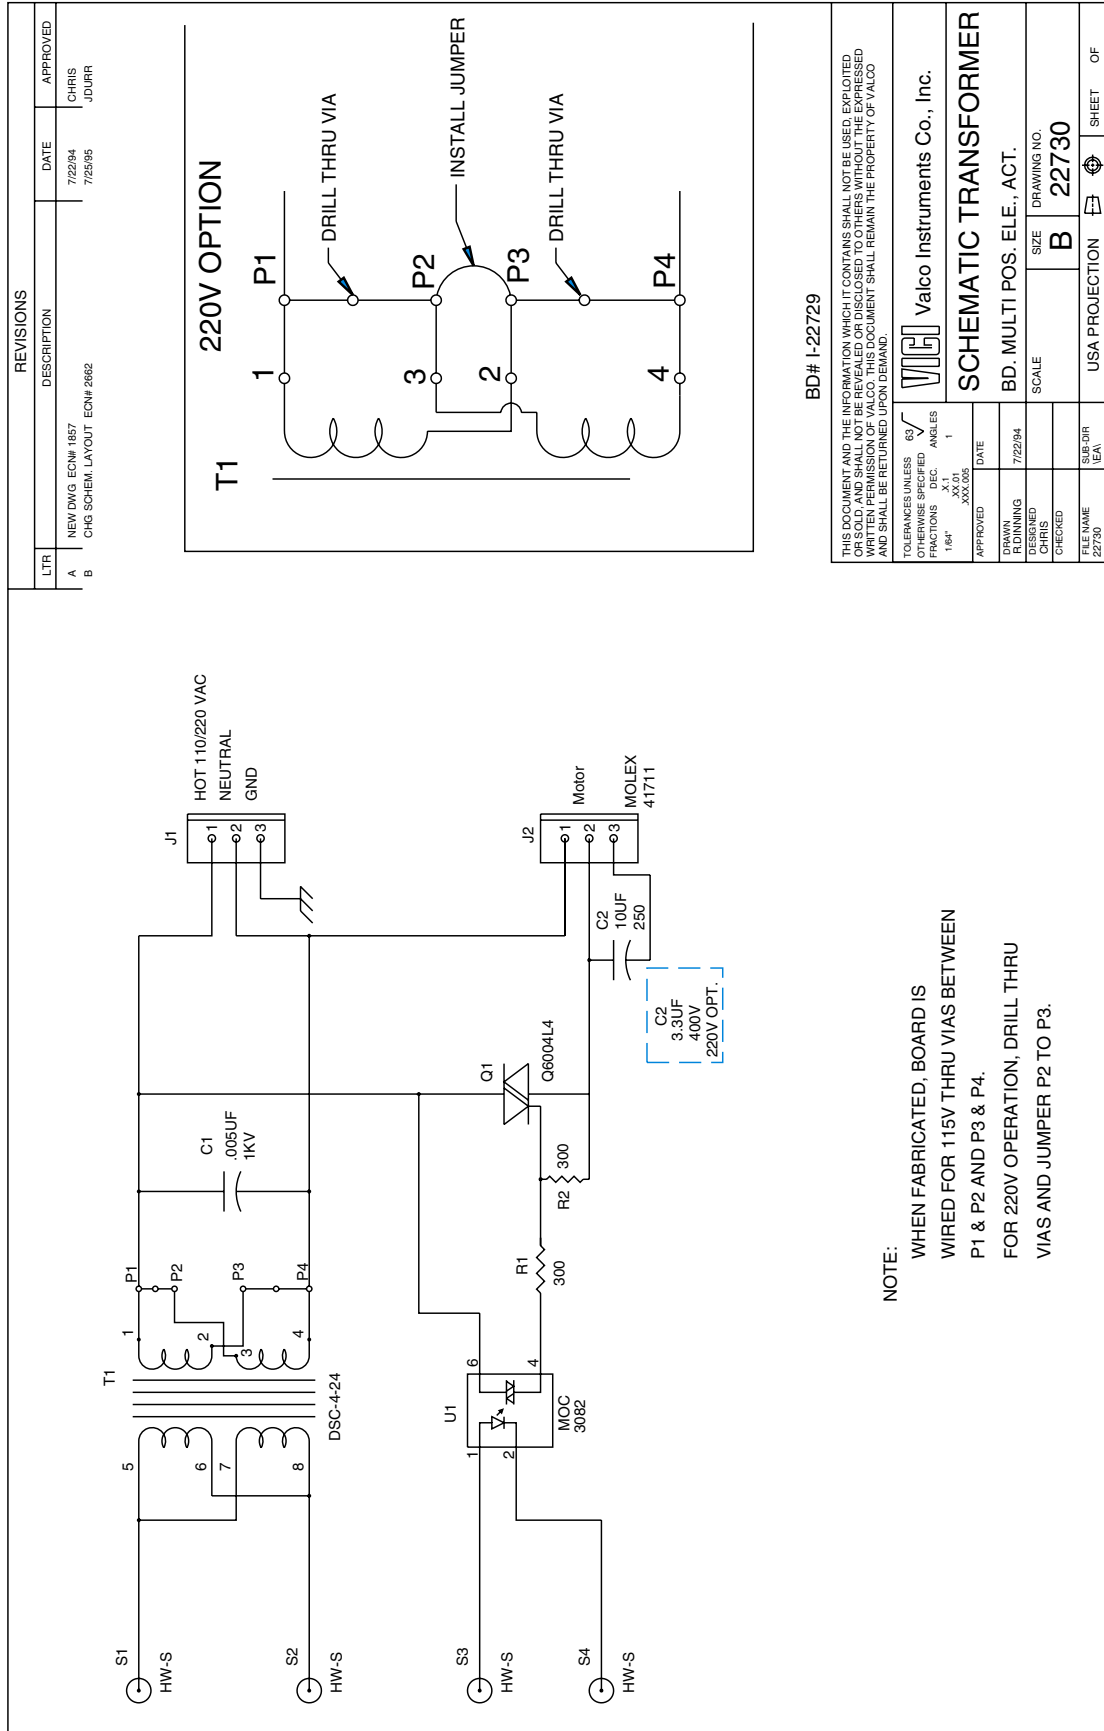 REVISIONS
LTR DESCRIPTION DATE APPROVED
A NEW DWG ECN# 1857 7/22/94 CHRIS
B CHG SCHEM. LAYOUT ECN# 2662 7/25/95 JDURR
220V OPTION
T1
1 P1
DRILL THRU VIA
3 P2
INSTALL JUMPER
2 P3
DRILL THRU VIA
4 P4
S1
HW-S
S2
HW-S
5
6
7
8
T1
DSC-4-24
1
2
3
4
P1
P2
P3
P4
C1
.005UF
1KV
J1
1 HOT 110/220 VAC
2 NEUTRAL
3 GND
S3
HW-S
S4
HW-S
U1
1
2
6
4
MOC
3082
R1
300
R2
300
Q1
Q6004L4
C2
3.3UF
400V
220V OPT.
C2
10UF
250
J2
1
2
3
Motor
MOLEX
41711
NOTE:
WHEN FABRICATED, BOARD IS
WIRED FOR 115V THRU VIAS BETWEEN
P1 & P2 AND P3 & P4.
FOR 220V OPERATION, DRILL THRU
VIAS AND JUMPER P2 TO P3.
BD# I-22729
THIS DOCUMENT AND THE INFORMATION WHICH IT CONTAINS SHALL NOT BE USED, EXPLOITED
OR SOLD, AND SHALL NOT BE REVEALED OR DISCLOSED TO OTHERS WITHOUT THE EXPRESSED
WRITTEN PERMISSION OF VALCO. THIS DOCUMENT SHALL REMAIN THE PROPERTY OF VALCO
AND SHALL BE RETURNED UPON DEMAND.
TOLERANCES UNLESS 63
OTHERWISE SPECIFIED
FRACTIONS DEC. ANGLES
1/64" .X.1 1
.XX.01
.XXX.005
APPROVED DATE
DRAWN
R.DINNING 7/22/94
DESIGNED
CHRIS
CHECKED
FILE NAME SUB-DIR
22730 \EA\
VICI Valco Instruments Co., Inc.
SCHEMATIC TRANSFORMER
BD. MULTI POS. ELE., ACT.
SCALE SIZE DRAWING NO.
B 22730
USA PROJECTION SHEET OF